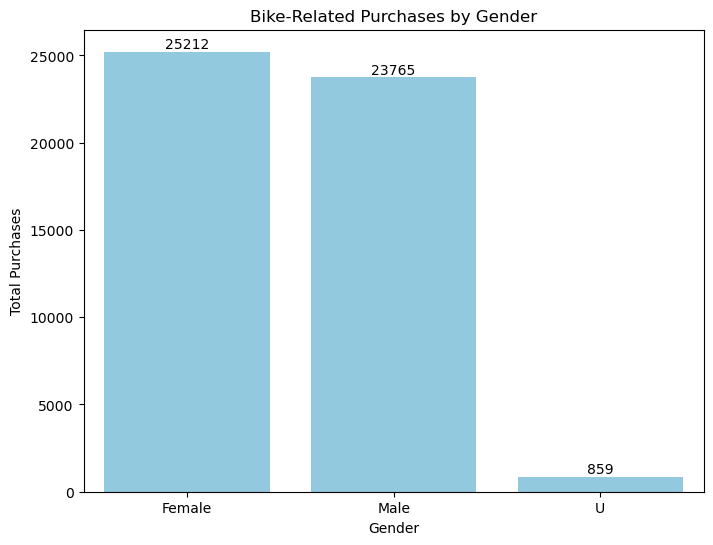 Bike-Related Purchases by Gender
25212
23765
859
25000
20000
15000
10000
5000
0
Total Purchases
Female
Male
U
Gender